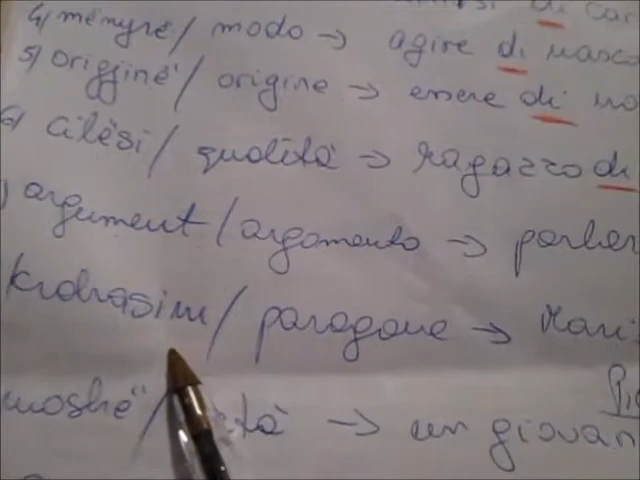 4) mënyrë / modo → agire di
5) origjinë / origine → essere di
6) cilësi / qualità → ragazzo di
argument / argomento → parlar
krahasim / paragone →
moshë /età → un giovan